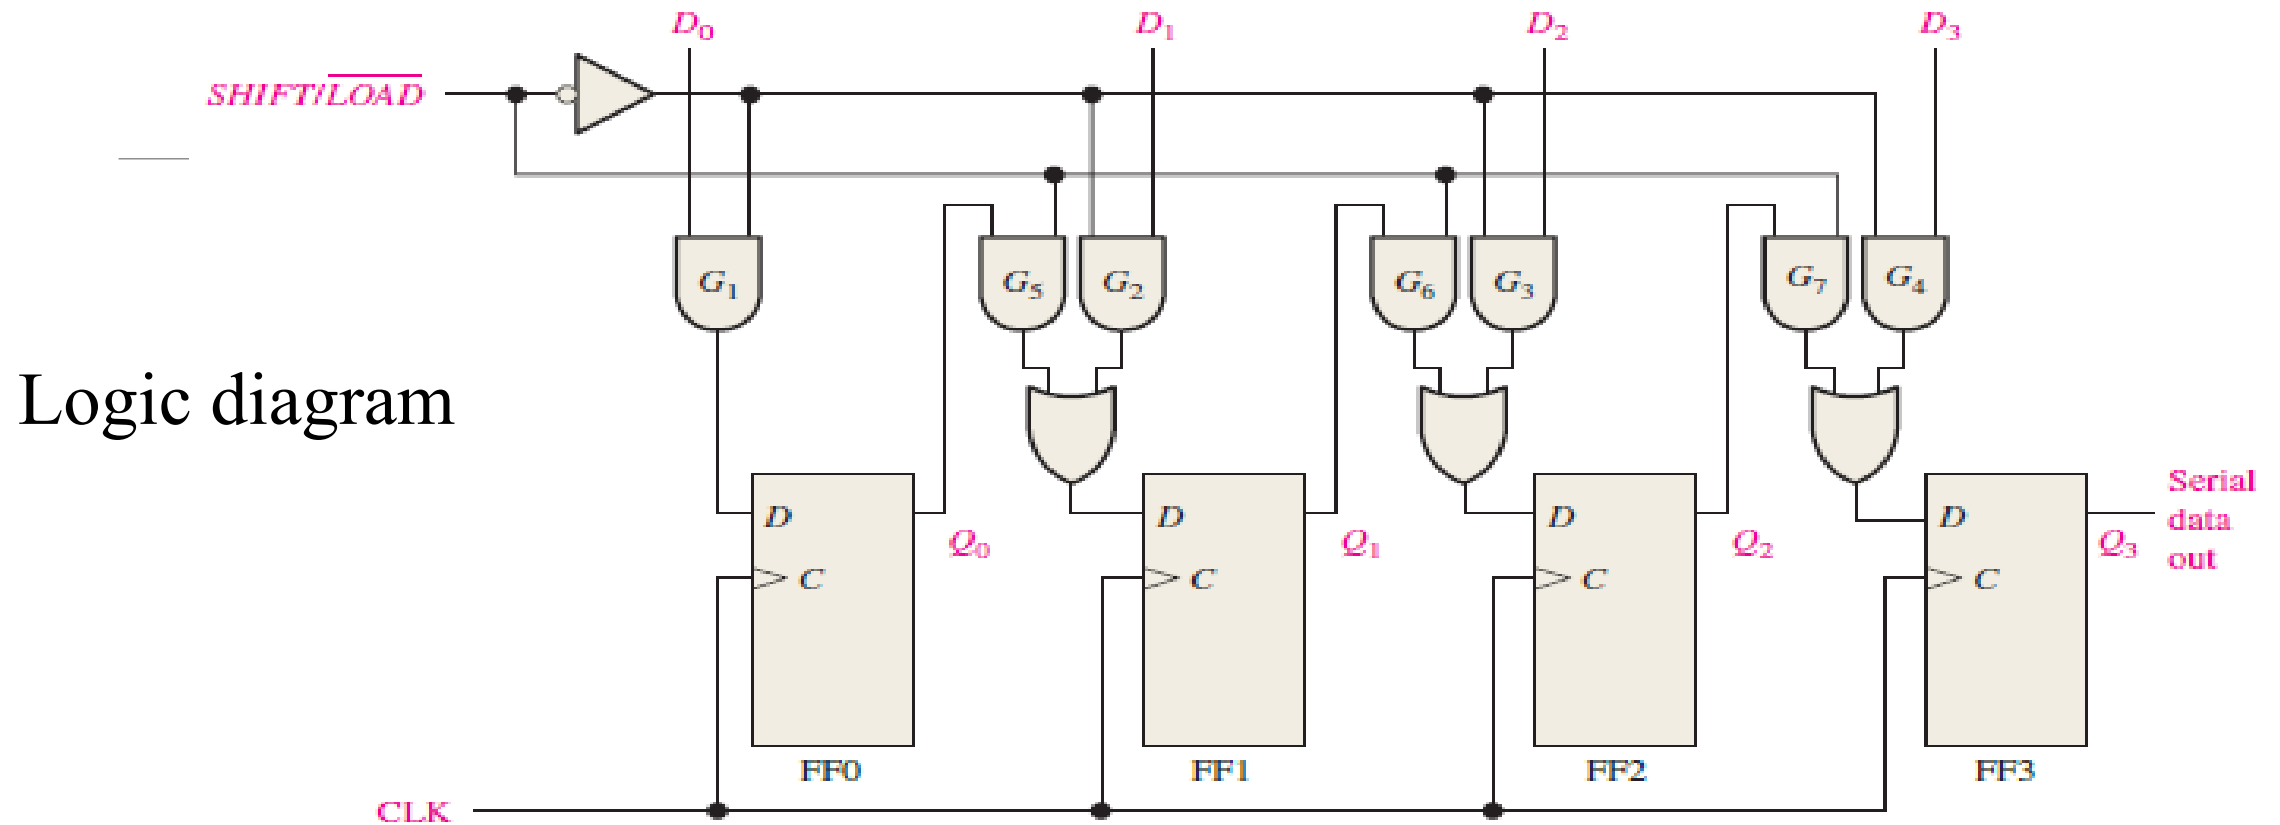 D₀ D₁ D₂ D₃
SHIFT/L̅O̅A̅D̅
G₁ G₅ G₂ G₆ G₃ G₇ G₄
Logic diagram
D D D D
Serial
data
out
Q₀ Q₁ Q₂ Q₃
C C C C
FF0 FF1 FF2 FF3
CLK